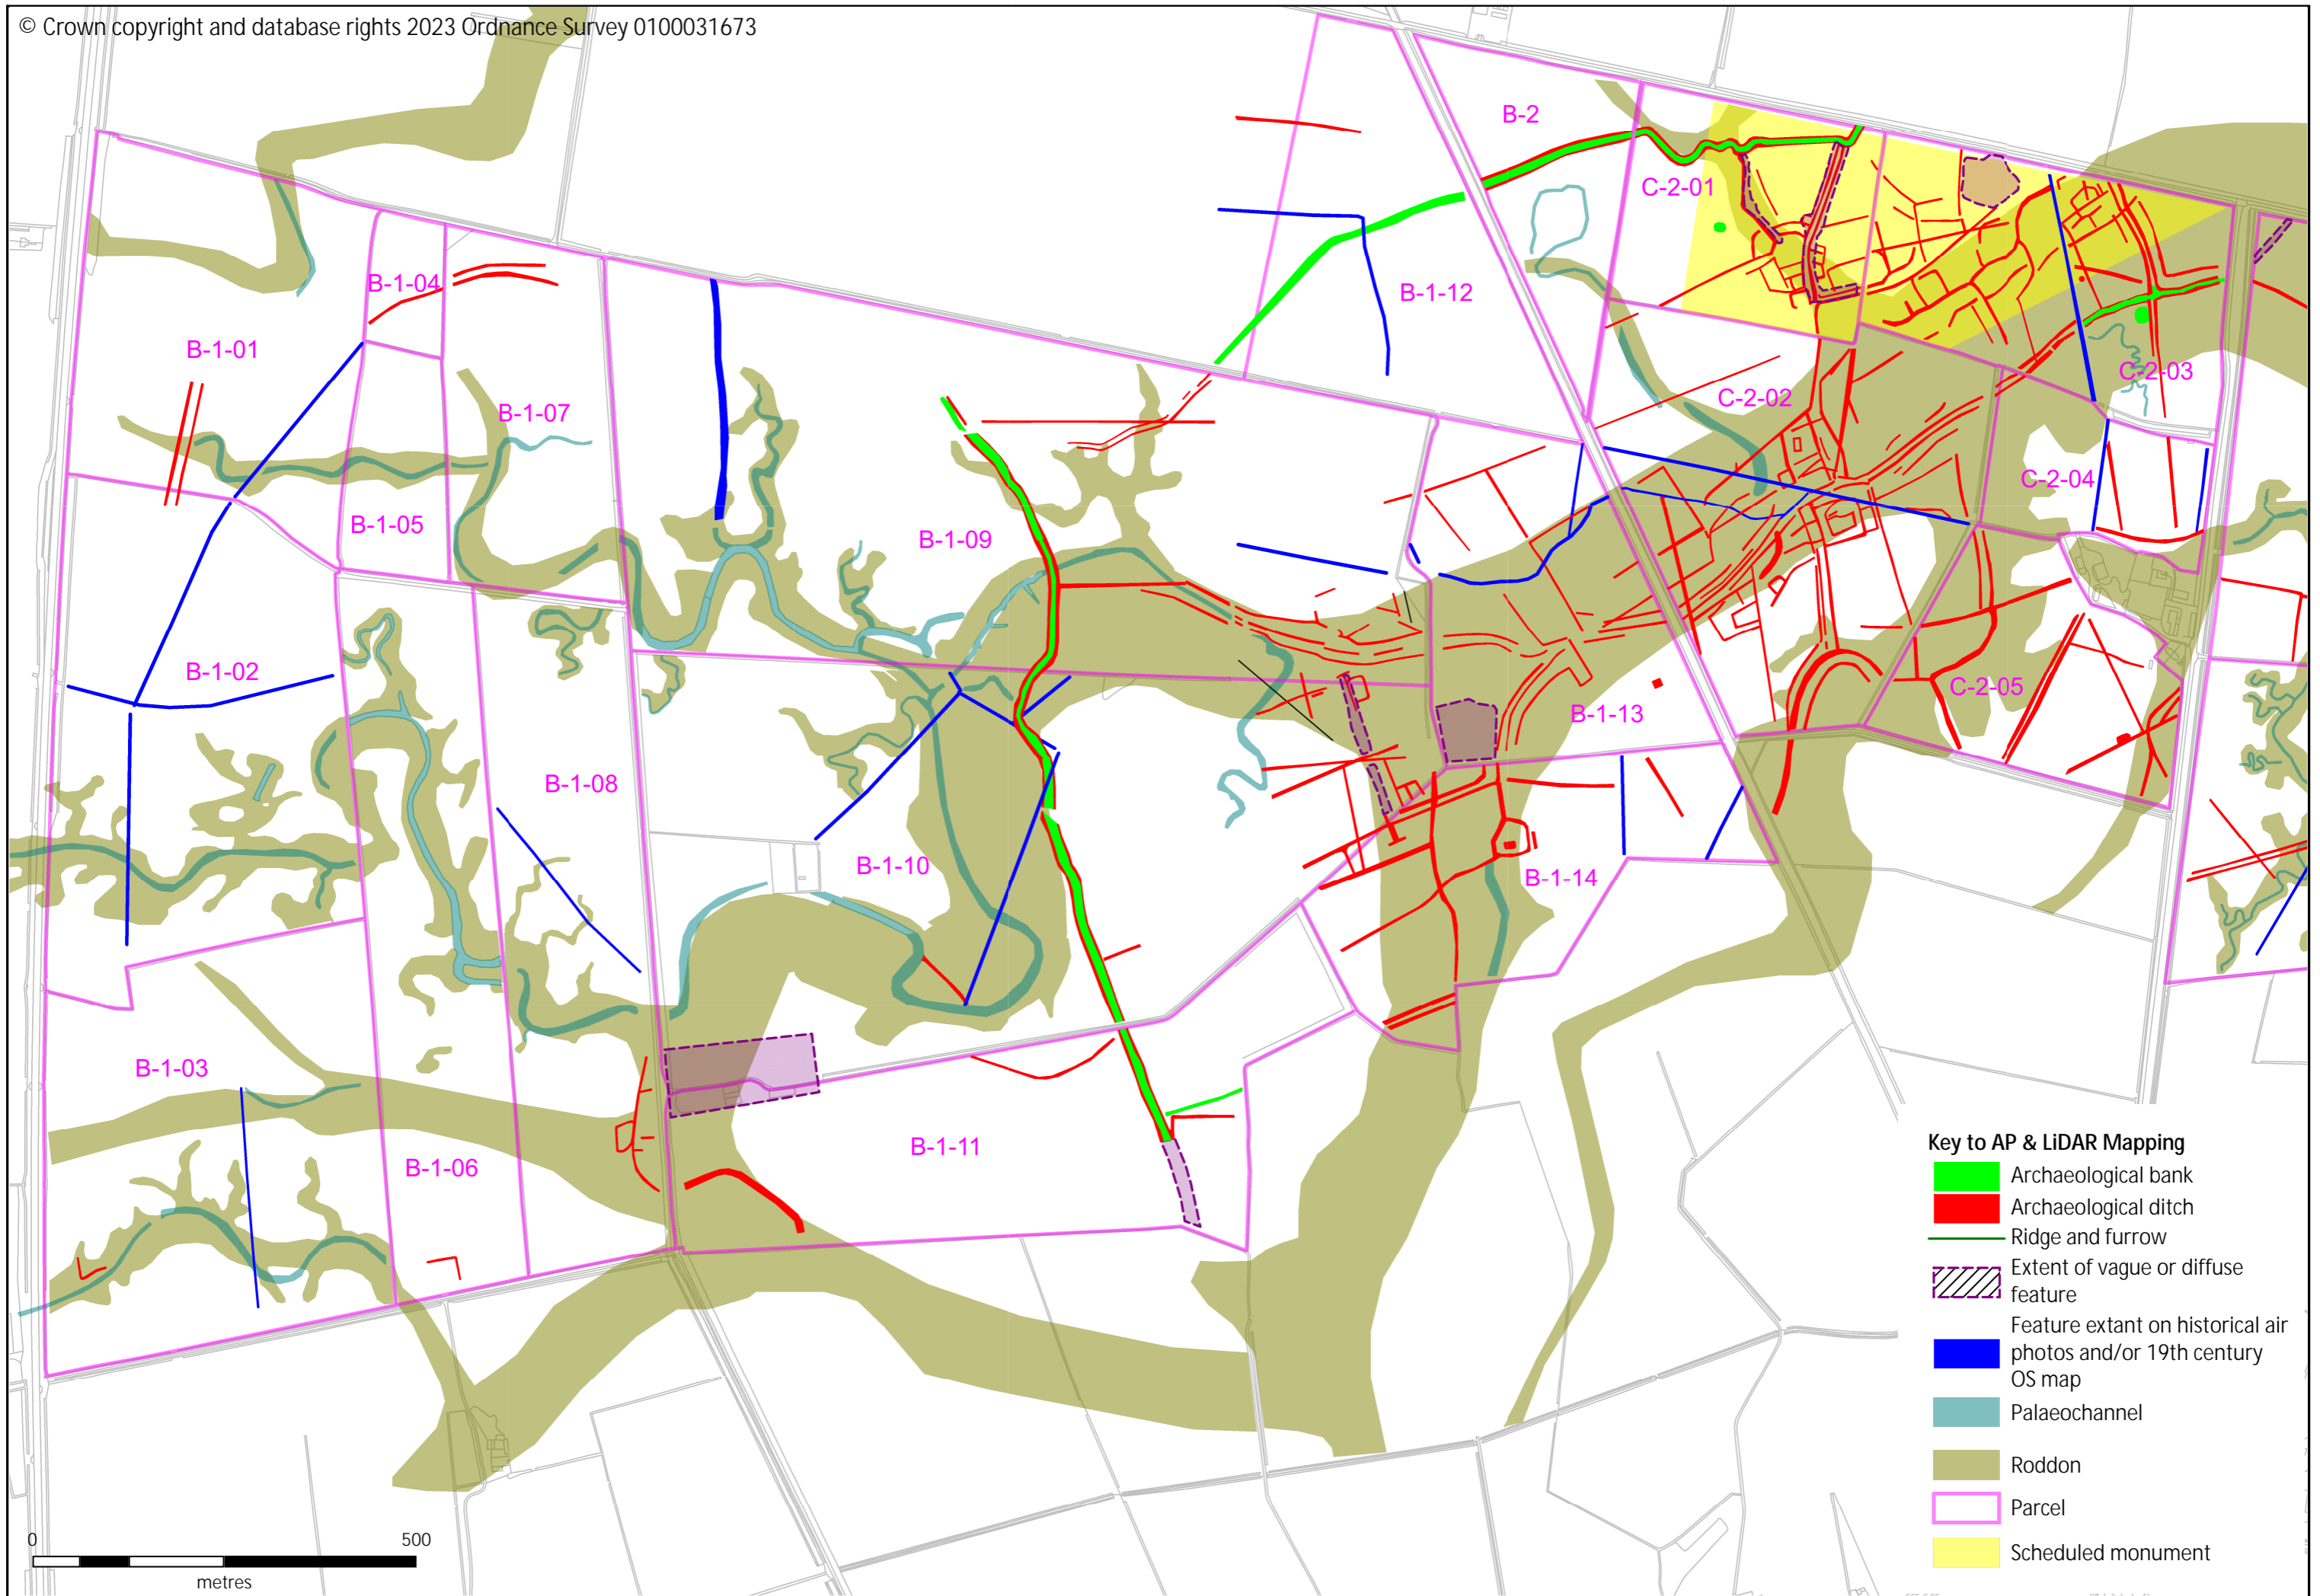 © Crown copyright and database rights 2023 Ordnance Survey 0100031673
B-2
C-2-01
B-1-04
B-1-12
B-1-01
C-2-03
C-2-02
B-1-07
C-2-04
B-1-05
B-1-09
B-1-02
C-2-05
B-1-13
B-1-08
B-1-10
B-1-14
B-1-03
B-1-11
B-1-06
Key to AP & LiDAR Mapping
Archaeological bank
Archaeological ditch
Ridge and furrow
Extent of vague or diffuse
feature
Feature extant on historical air
photos and/or 19th century
OS map
Palaeochannel
Roddon
Parcel
Scheduled monument
0 500
metres